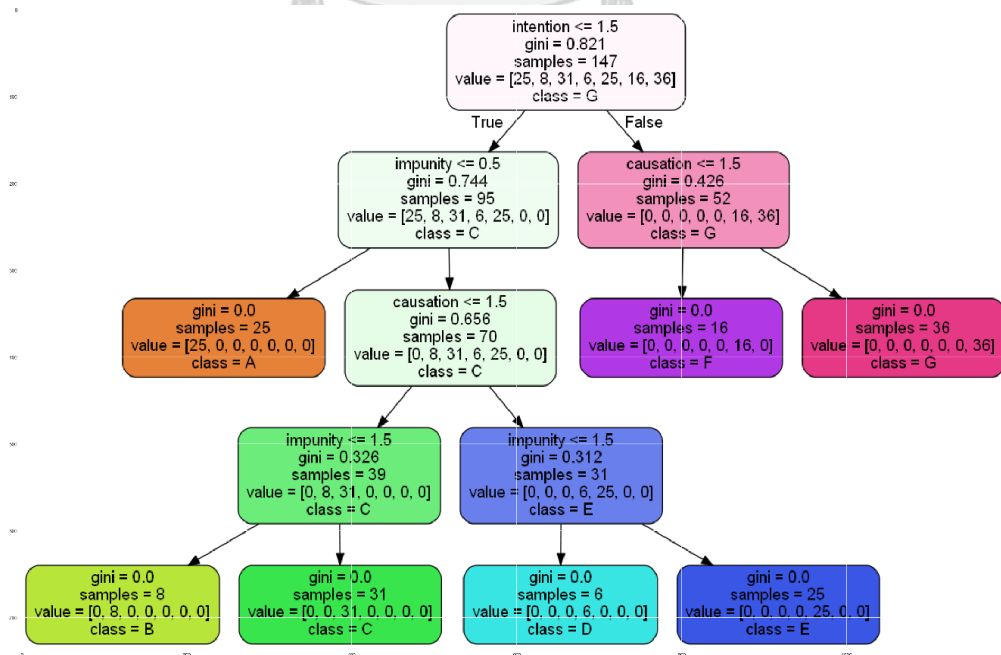 intention <= 1.5
gini = 0.821
samples = 147
value = [25, 8, 31, 6, 25, 16, 36]
class = G
True
False
impunity <= 0.5
gini = 0.744
samples = 95
value = [25, 8, 31, 6, 25, 0, 0]
class = C
causation <= 1.5
gini = 0.426
samples = 52
value = [0, 0, 0, 0, 0, 16, 36]
class = G
gini = 0.0
samples = 25
value = [25, 0, 0, 0, 0, 0, 0]
class = A
causation <= 1.5
gini = 0.656
samples = 70
value = [0, 8, 31, 6, 25, 0, 0]
class = C
gini = 0.0
samples = 16
value = [0, 0, 0, 0, 0, 16, 0]
class = F
gini = 0.0
samples = 36
value = [0, 0, 0, 0, 0, 0, 36]
class = G
impunity <= 1.5
gini = 0.326
samples = 39
value = [0, 8, 31, 0, 0, 0, 0]
class = C
impunity <= 1.5
gini = 0.312
samples = 31
value = [0, 0, 0, 6, 25, 0, 0]
class = E
gini = 0.0
samples = 8
value = [0, 8, 0, 0, 0, 0, 0]
class = B
gini = 0.0
samples = 31
value = [0, 0, 31, 0, 0, 0, 0]
class = C
gini = 0.0
samples = 6
value = [0, 0, 0, 6, 0, 0, 0]
class = D
gini = 0.0
samples = 25
value = [0, 0, 0, 0, 25, 0, 0]
class = E